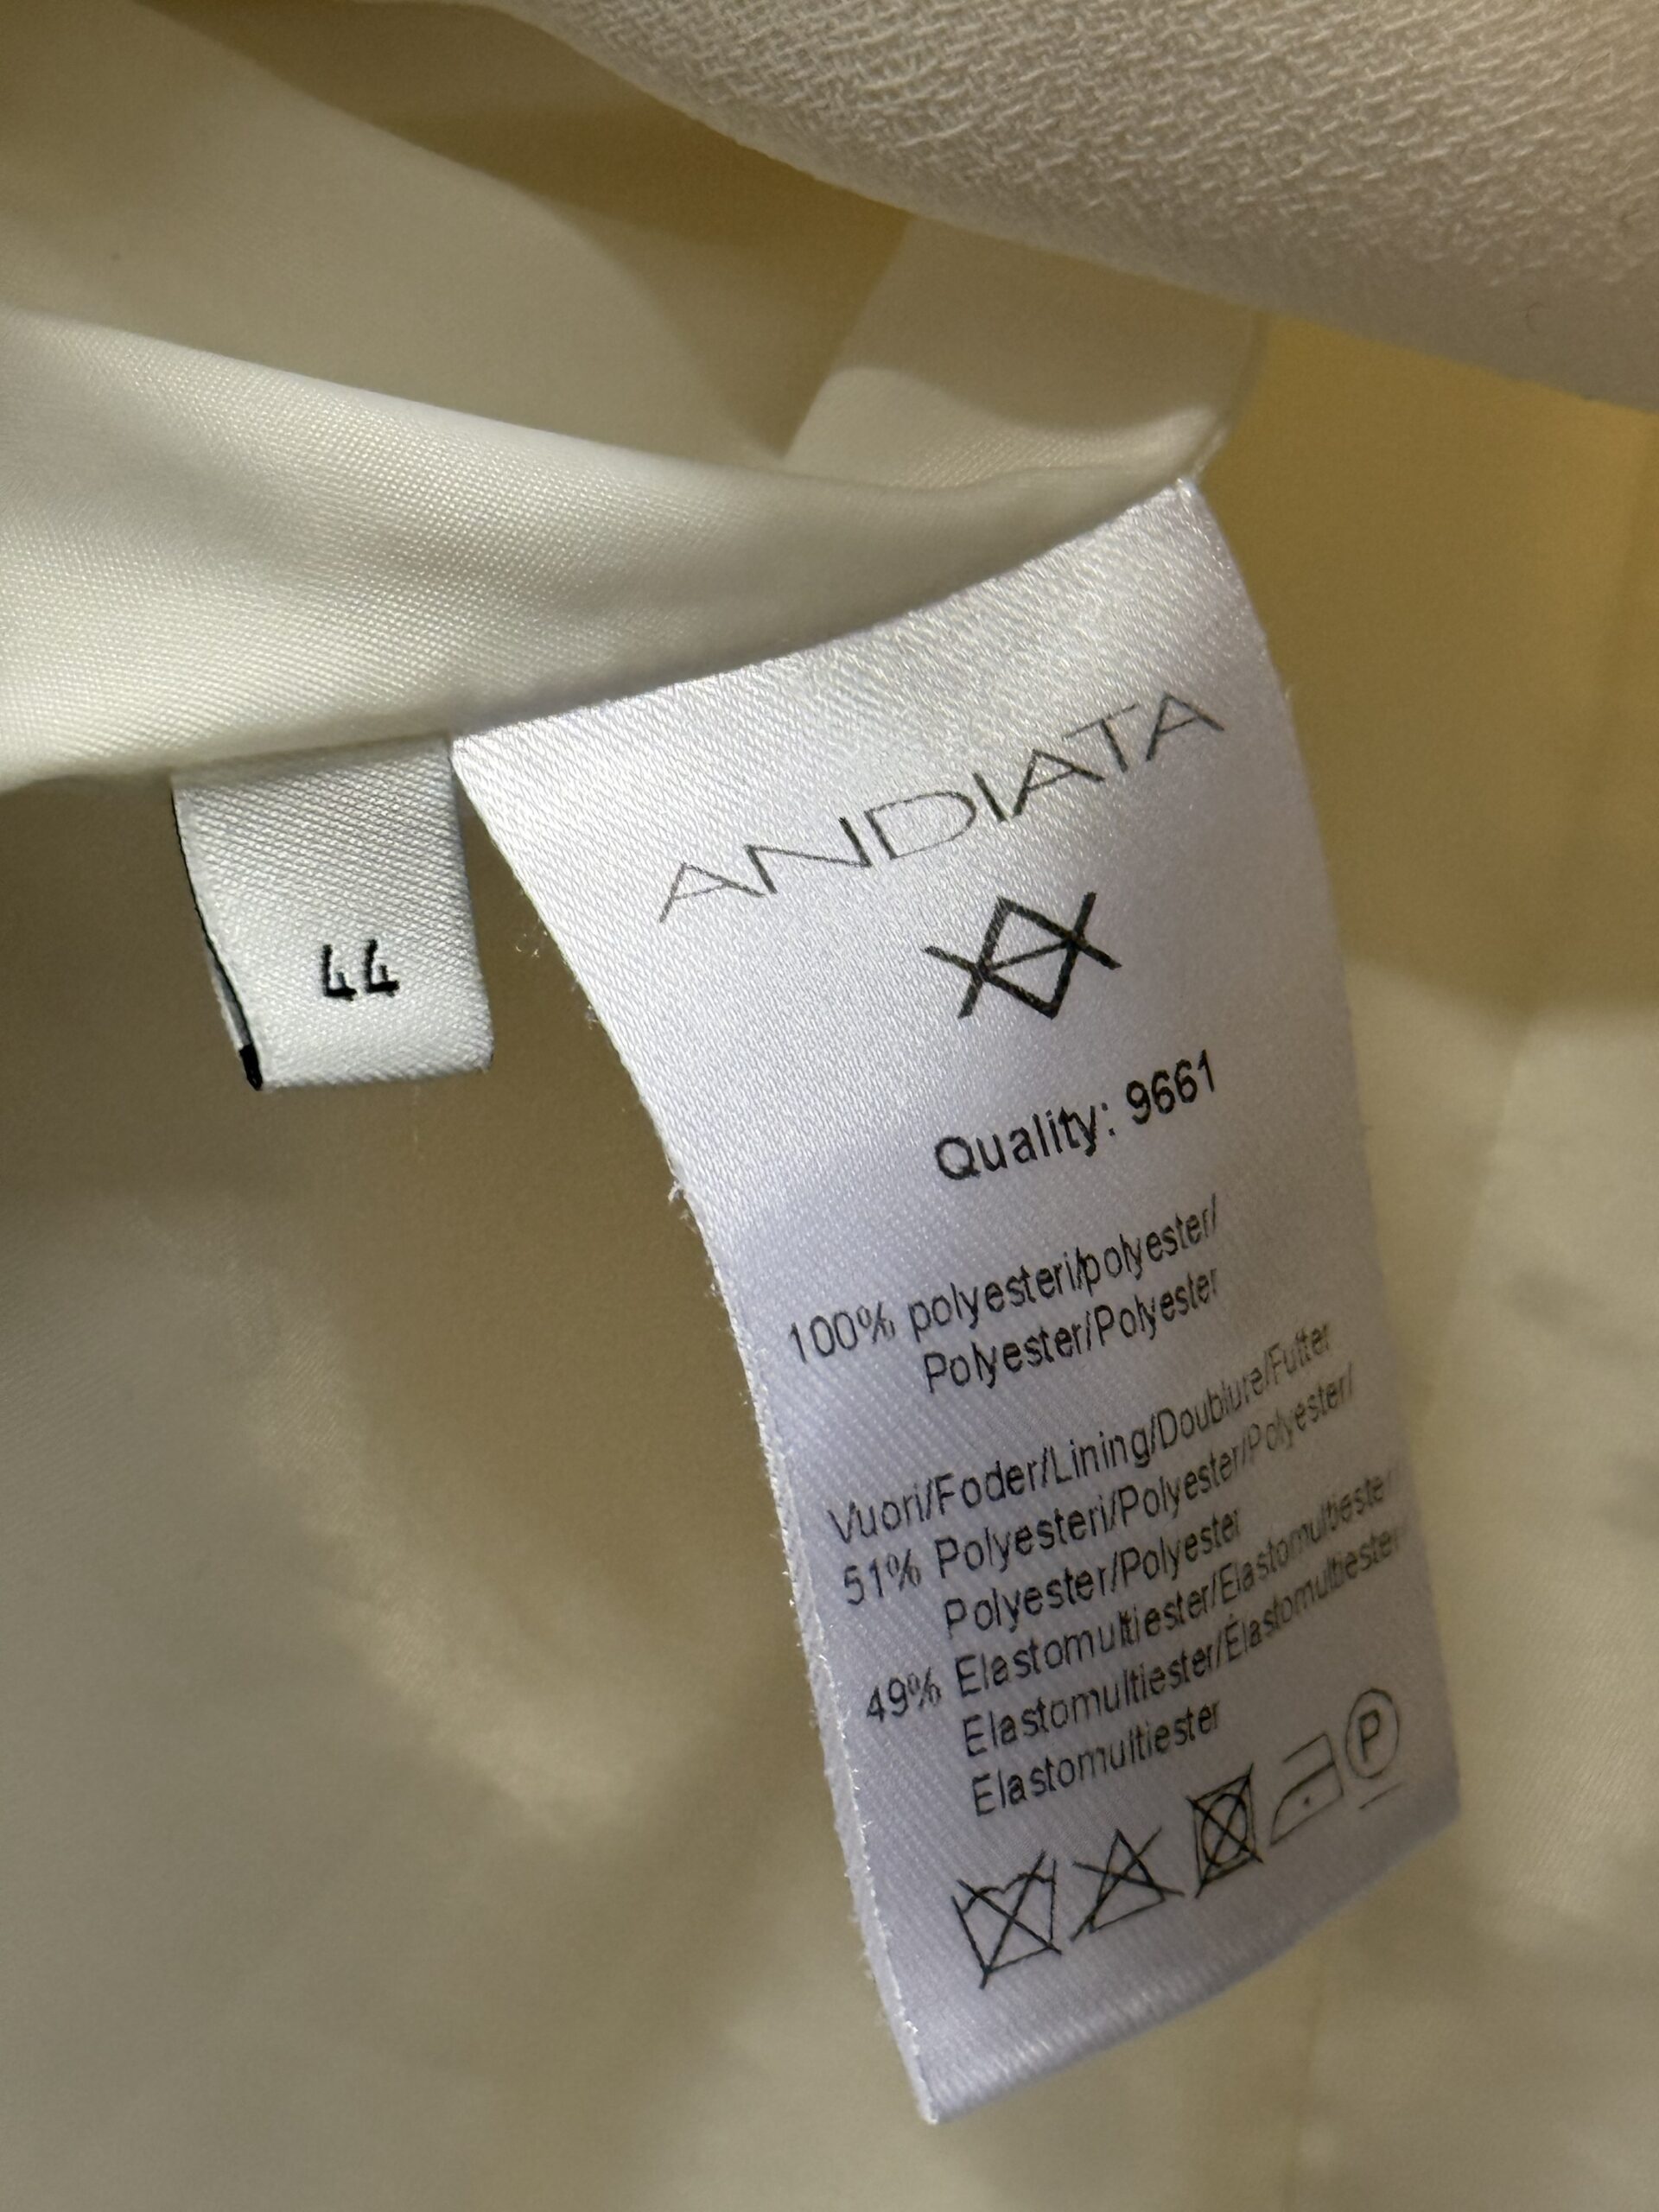 44
ANDIATA
Quality: 9661
100% polyesteri/polyester/
Polyester/Polyester
Vuori/Foder/Lining/Doublure/Futter
51% Polyesteri/Polyester/Polyester/
Polyester/Polyester
49% Elastomultiester/Elastomultiester/
Elastomultiester/Élastomultiester/
Elastomultiester
P